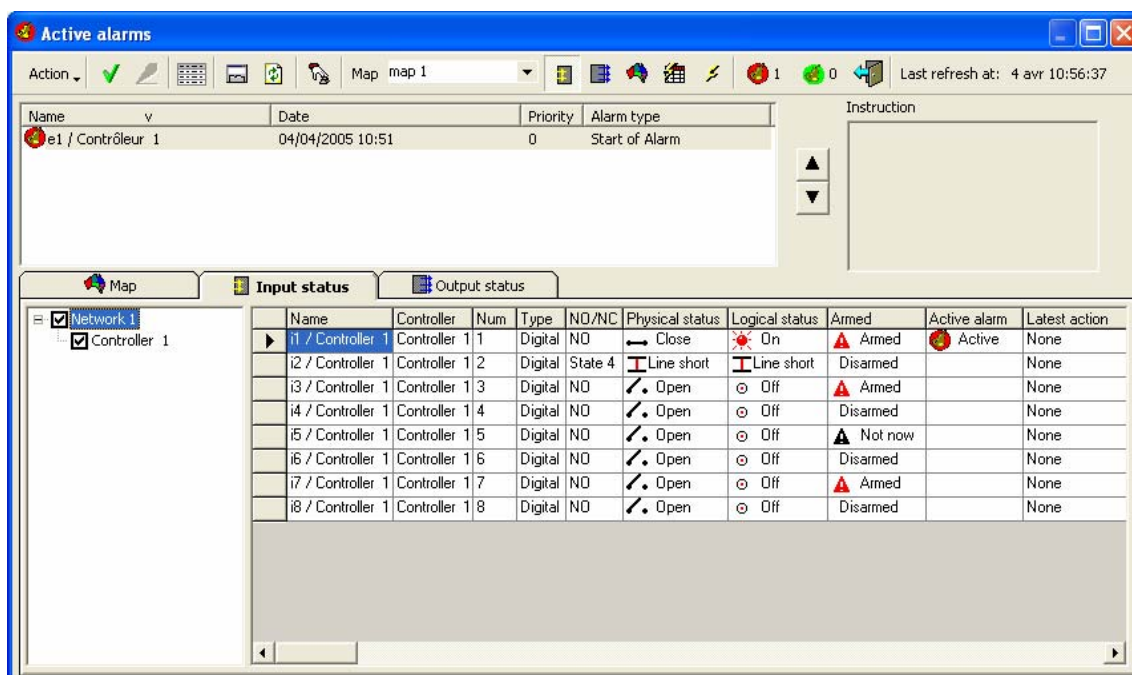 Active alarms
Action Map map 1 1 0 Last refresh at: 4 avr 10:56:37
Name v Date Priority Alarm type
e1 / Contrôleur 1 04/04/2005 10:51 0 Start of Alarm
Instruction
Map Input status Output status
Network 1
Controller 1
Name Controller Num Type NO/NC Physical status Logical status Armed Active alarm Latest action
i1 / Controller 1 Controller 1 1 Digital NO Close On Armed Active None
i2 / Controller 1 Controller 1 2 Digital State 4 Line short Line short Disarmed None
i3 / Controller 1 Controller 1 3 Digital NO Open Off Armed None
i4 / Controller 1 Controller 1 4 Digital NO Open Off Disarmed None
i5 / Controller 1 Controller 1 5 Digital NO Open Off Not now None
i6 / Controller 1 Controller 1 6 Digital NO Open Off Disarmed None
i7 / Controller 1 Controller 1 7 Digital NO Open Off Armed None
i8 / Controller 1 Controller 1 8 Digital NO Open Off Disarmed None